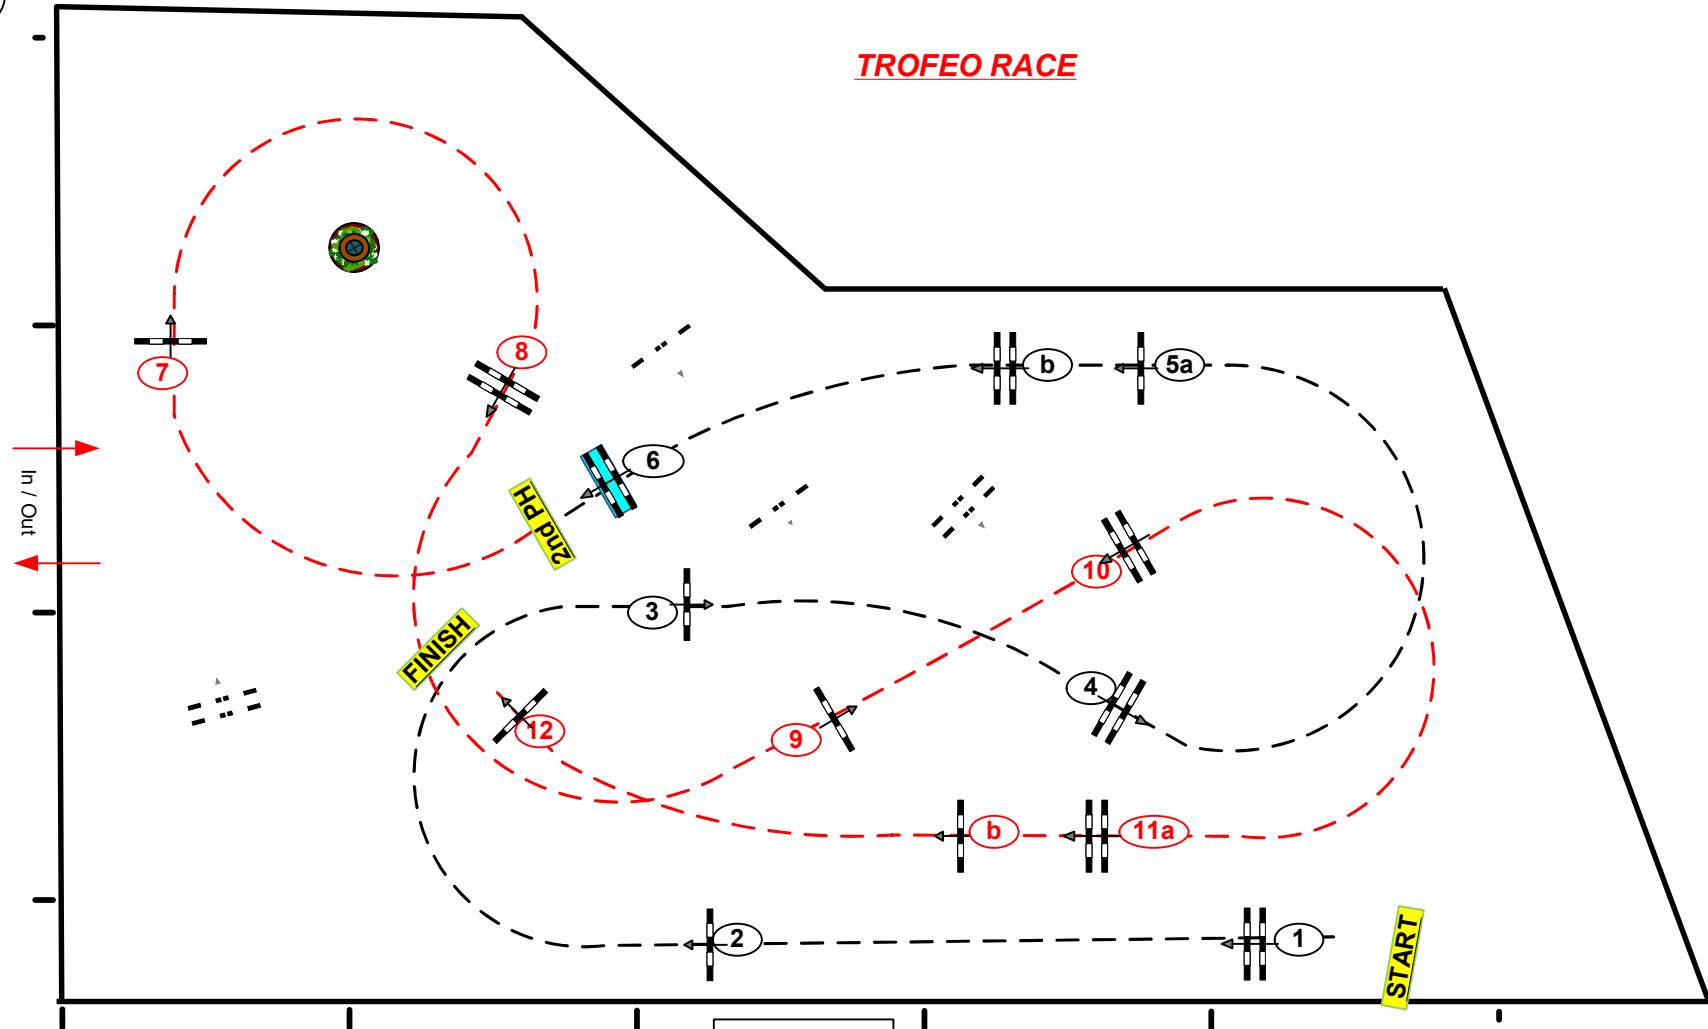 TROFEO RACE
8
7
b
5a
6
In / Out
2nd PH
10
3
FINISH
4
12
9
b
11a
2
1
START